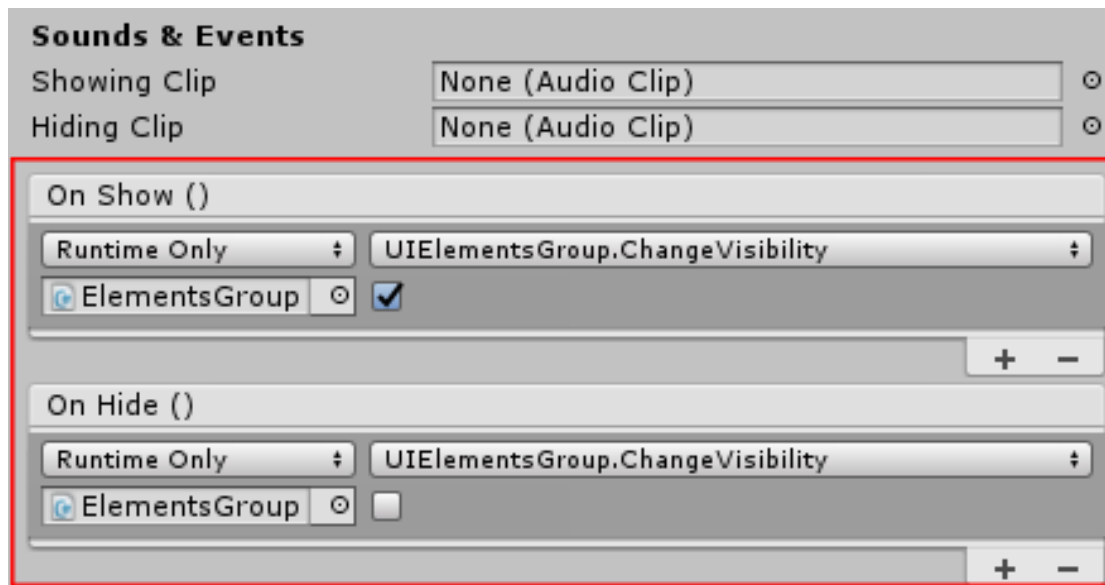 Sounds & Events
Showing Clip None (Audio Clip)
Hiding Clip None (Audio Clip)
On Show ()
Runtime Only UIElementsGroup.ChangeVisibility
ElementsGroup
+ −
On Hide ()
Runtime Only UIElementsGroup.ChangeVisibility
ElementsGroup
+ −